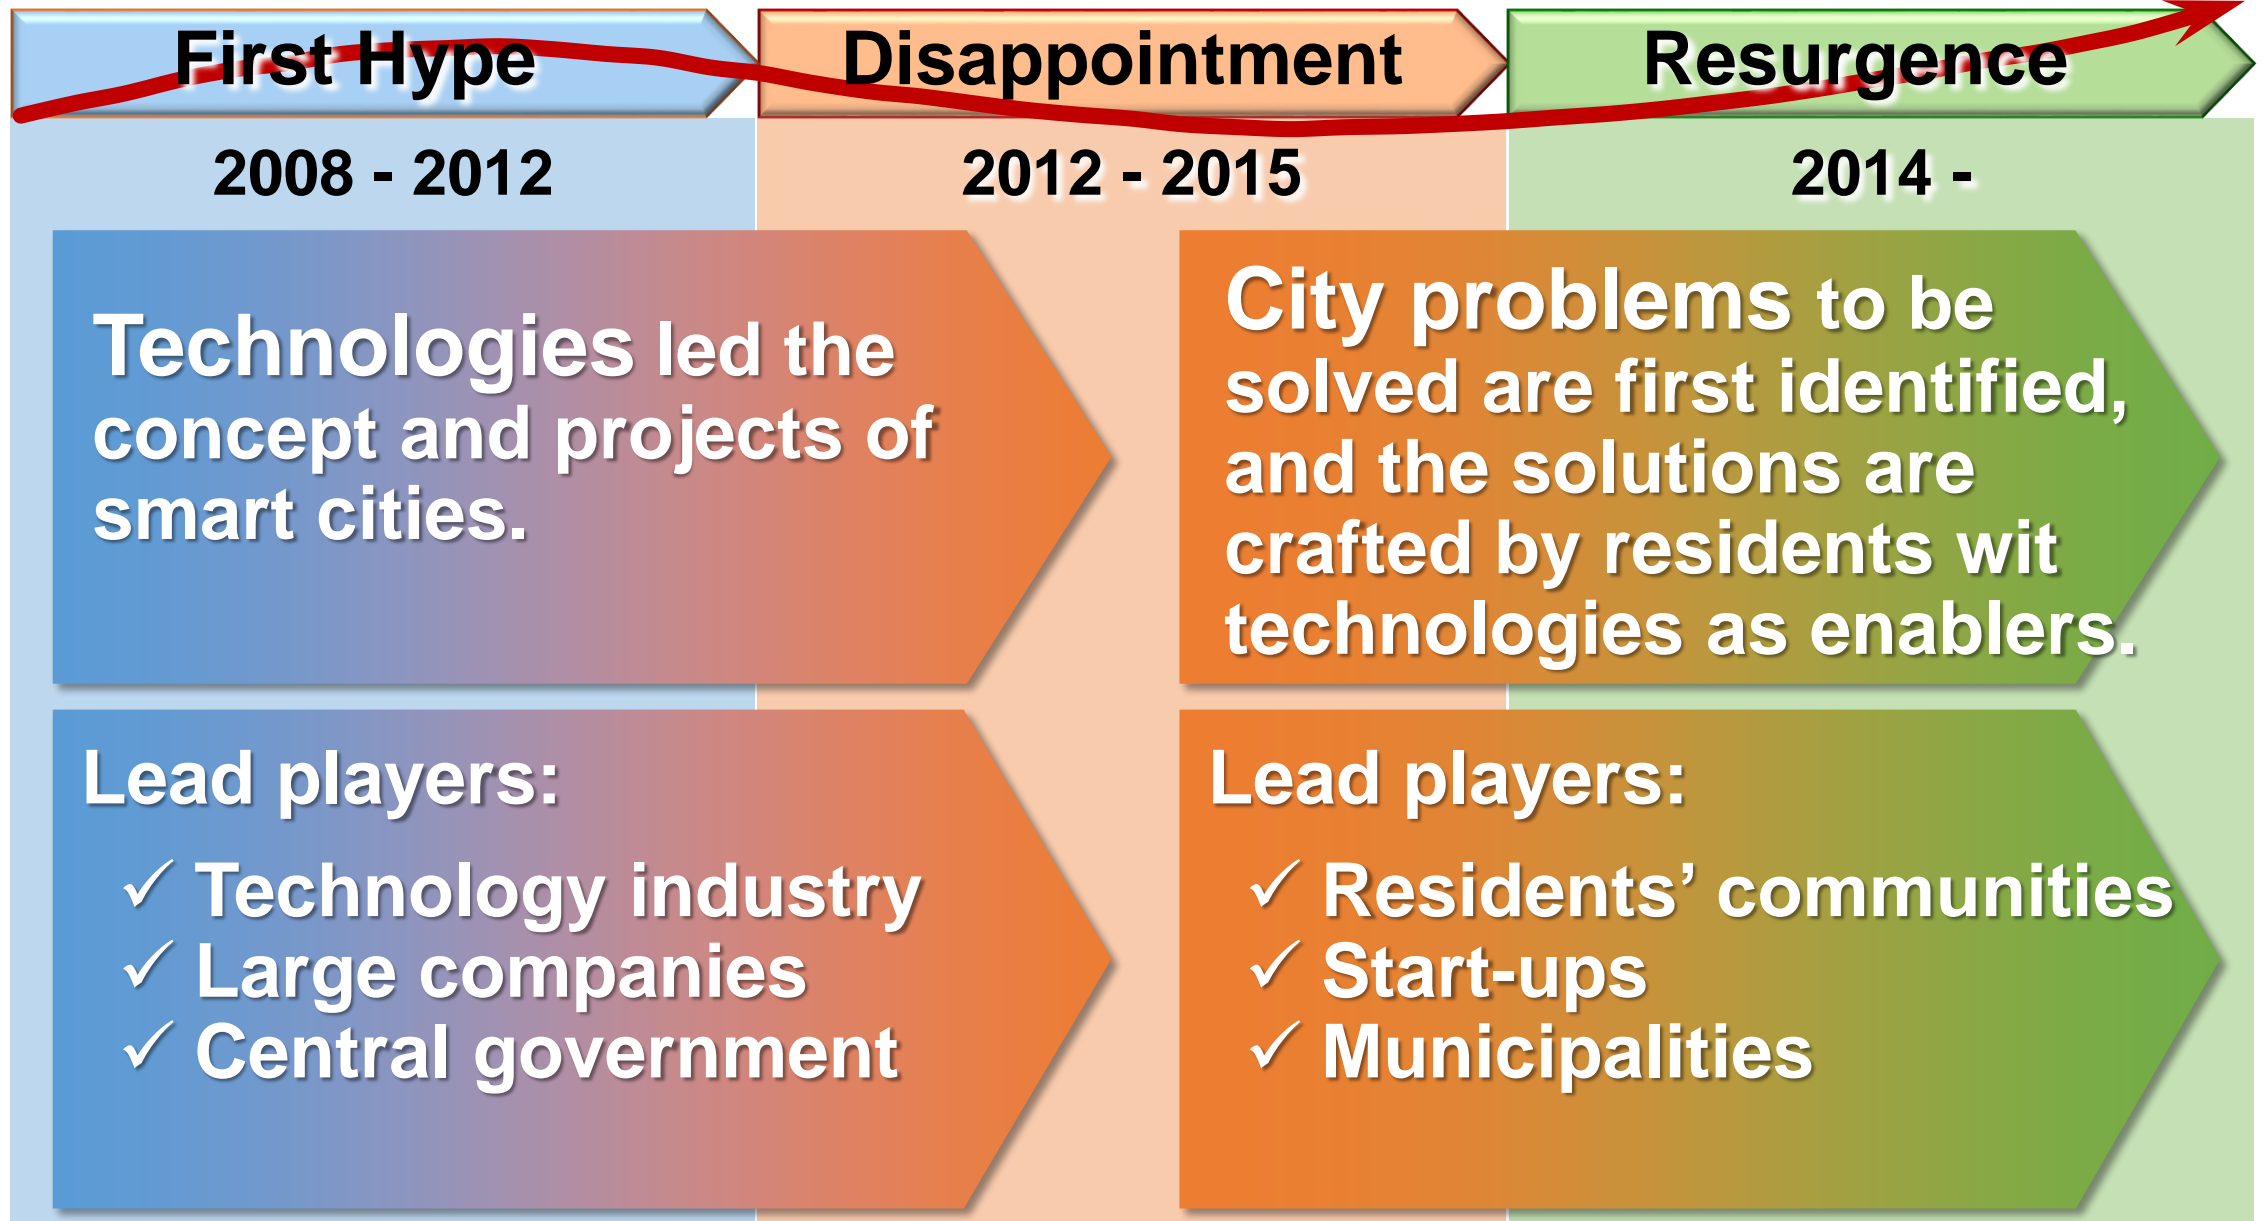 First Hype
Disappointment
Resurgence
2008 - 2012
2012 - 2015
2014 -
Technologies led the
concept and projects of
smart cities.
City problems to be
solved are first identified,
and the solutions are
crafted by residents wit
technologies as enablers.
Lead players:
✓ Technology industry
✓ Large companies
✓ Central government
Lead players:
✓ Residents’ communities
✓ Start-ups
✓ Municipalities